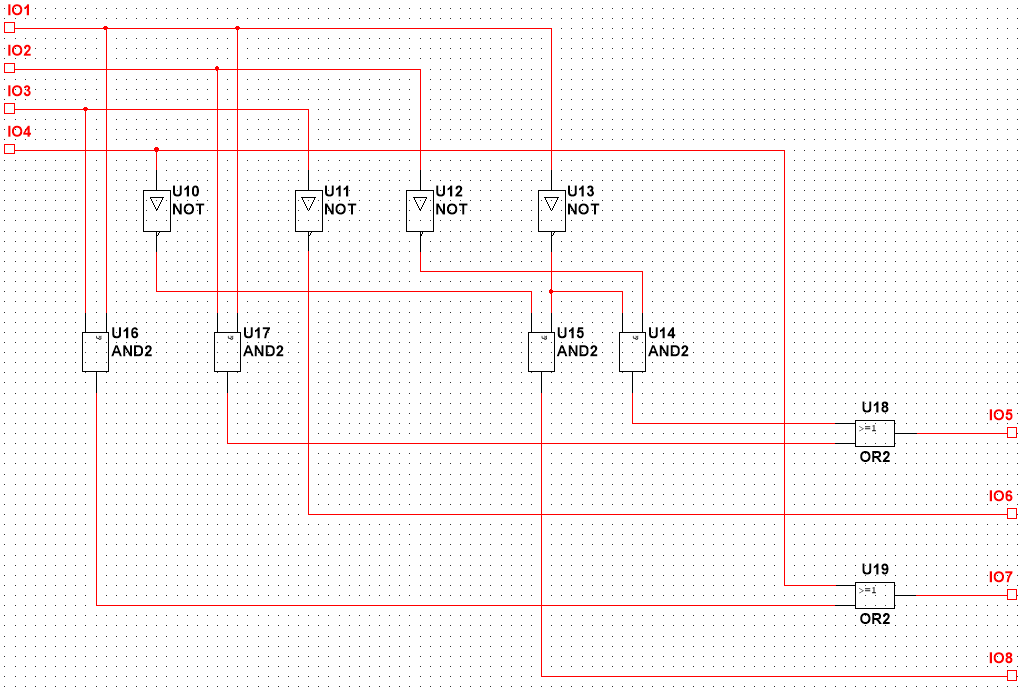 IO1
IO2
IO3
IO4
U10
NOT
U11
NOT
U12
NOT
U13
NOT
U16
AND2
U17
AND2
U15
AND2
U14
AND2
U18
>=1
OR2
IO5
IO6
U19
>=1
OR2
IO7
IO8